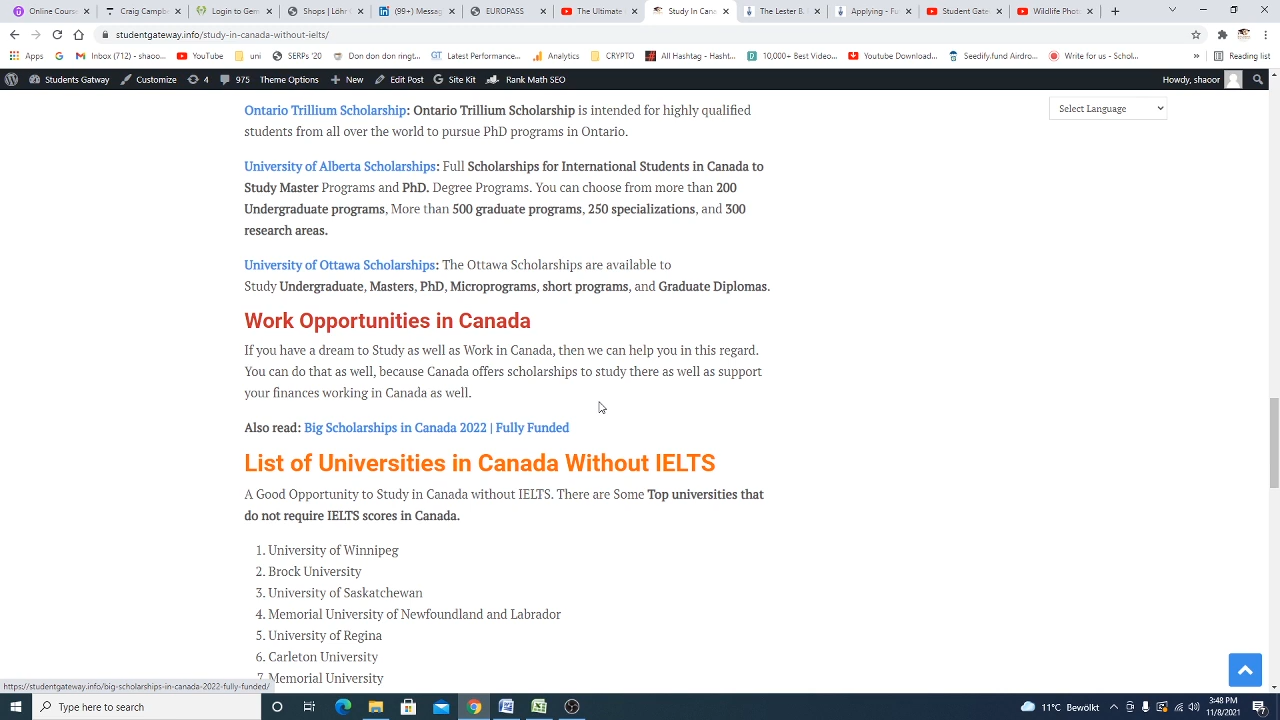 Online Course
Craig Campbe
Login to Ge
Shops | Lohr
(99+) Messag
EUROPASS
The Ultimate
Study in Can
The Lester B
Applying - Fu
Student Gate
Wildlife Phot
studentgateway.info/study-in-canada-without-ielts/
Apps
Inbox (712) - shaoo...
YouTube
uni
SERPs '20
Don don don ringt...
Latest Performance...
Analytics
CRYPTO
All Hashtag - Hasht...
10,000+ Best Video...
Download Youtube...
Seedify.fund Airdro...
Write for us - Schol...
»
Reading list
Student Gatway
Customize
4
975
Theme Options
New
Edit Post
Site Kit
Rank Math SEO
Howdy, shaoor
Select Language
Ontario Trillium Scholarship: Ontario Trillium Scholarship is intended for highly qualified
students from all over the world to pursue PhD programs in Ontario.
University of Alberta Scholarships: Full Scholarships for International Students in Canada to
Study Master Programs and PhD. Degree Programs. You can choose from more than 200
Undergraduate programs, More than 500 graduate programs, 250 specializations, and 300
research areas.
University of Ottawa Scholarships: The Ottawa Scholarships are available to
Study Undergraduate, Masters, PhD, Microprograms, short programs, and Graduate Diplomas.
Work Opportunities in Canada
If you have a dream to Study as well as Work in Canada, then we can help you in this regard.
You can do that as well, because Canada offers scholarships to study there as well as support
your finances working in Canada as well.
Also read: Big Scholarships in Canada 2022 | Fully Funded
List of Universities in Canada Without IELTS
A Good Opportunity to Study in Canada without IELTS. There are Some Top universities that
do not require IELTS scores in Canada.
1. University of Winnipeg
2. Brock University
3. University of Saskatchewan
4. Memorial University of Newfoundland and Labrador
5. University of Regina
6. Carleton University
7. Memorial University
https://studentgateway.info/big-scholarships-in-canada-2022-fully-funded/
Type here to search
11°C Bewolkt
3:48 PM
11/8/2021